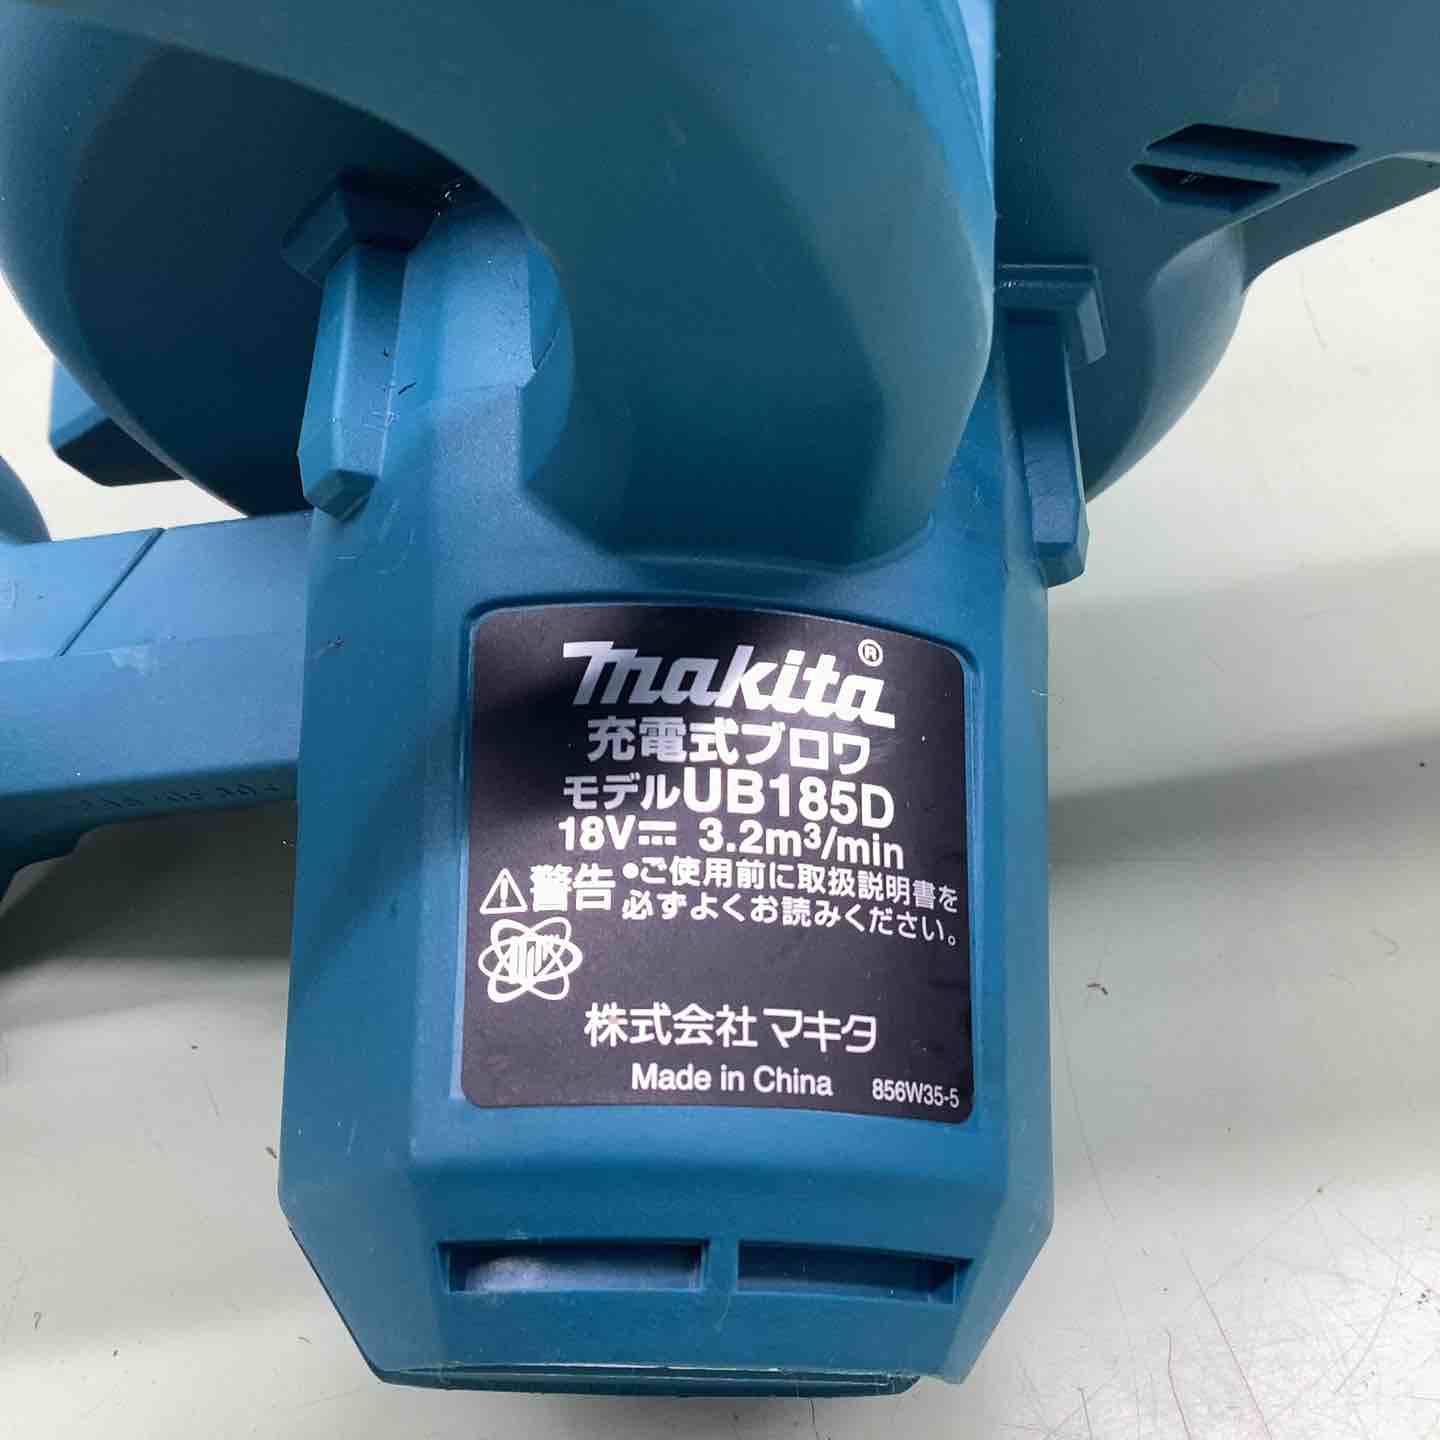 makita®
充電式ブロワ
モデルUB185D
18V⎓ 3.2m³/min
⚠警告 •ご使用前に取扱説明書を
必ずよくお読みください。
株式会社マキタ
Made in China 856W35-5